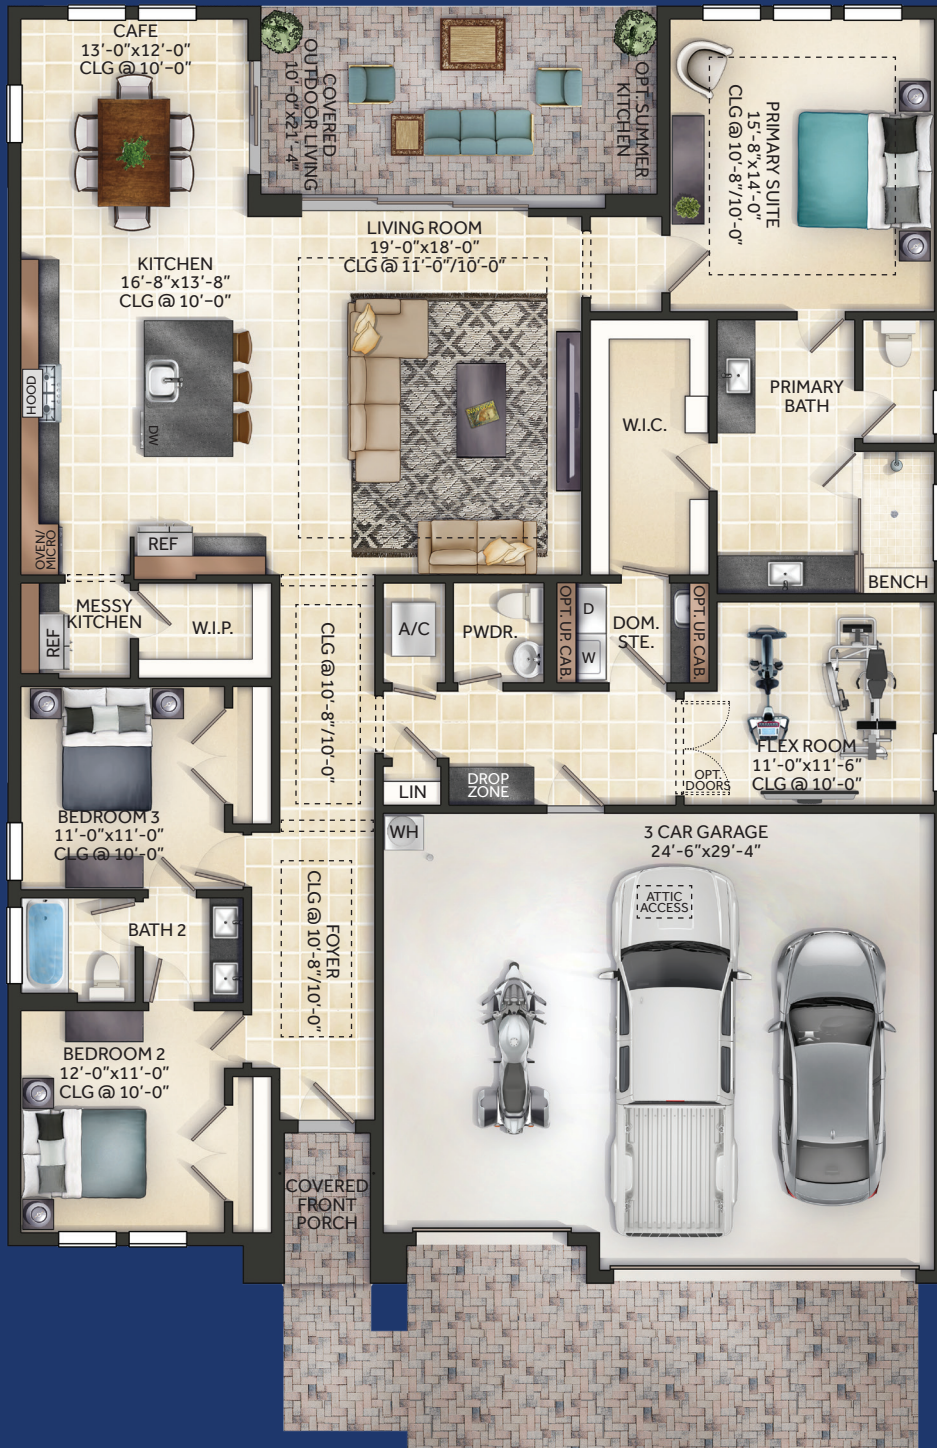 CAFE
13'-0"x12'-0"
CLG @ 10'-0"
COVERED
OUTDOOR LIVING
10'-0"x21'-4"
OPT. SUMMER
KITCHEN
PRIMARY SUITE
15'-8"x14'-0"
CLG @ 10'-8"/10'-0"
LIVING ROOM
19'-0"x18'-0"
CLG @ 11'-0"/10'-0"
KITCHEN
16'-8"x13'-8"
CLG @ 10'-0"
HOOD
DW
OVEN/
MICRO
REF
W.I.C.
PRIMARY
BATH
BENCH
MESSY
KITCHEN
REF
W.I.P.
CLG @ 10'-8"/10'-0"
A/C
PWDR.
OPT. UP. CAB.
D
W
DOM.
STE.
OPT. UP. CAB.
FLEX ROOM
11'-0"x11'-6"
CLG @ 10'-0"
OPT.
DOORS
LIN
DROP
ZONE
BEDROOM 3
11'-0"x11'-0"
CLG @ 10'-0"
WH
3 CAR GARAGE
24'-6"x29'-4"
ATTIC
ACCESS
BATH 2
FOYER
CLG @ 10'-8"/10'-0"
BEDROOM 2
12'-0"x11'-0"
CLG @ 10'-0"
COVERED
FRONT
PORCH